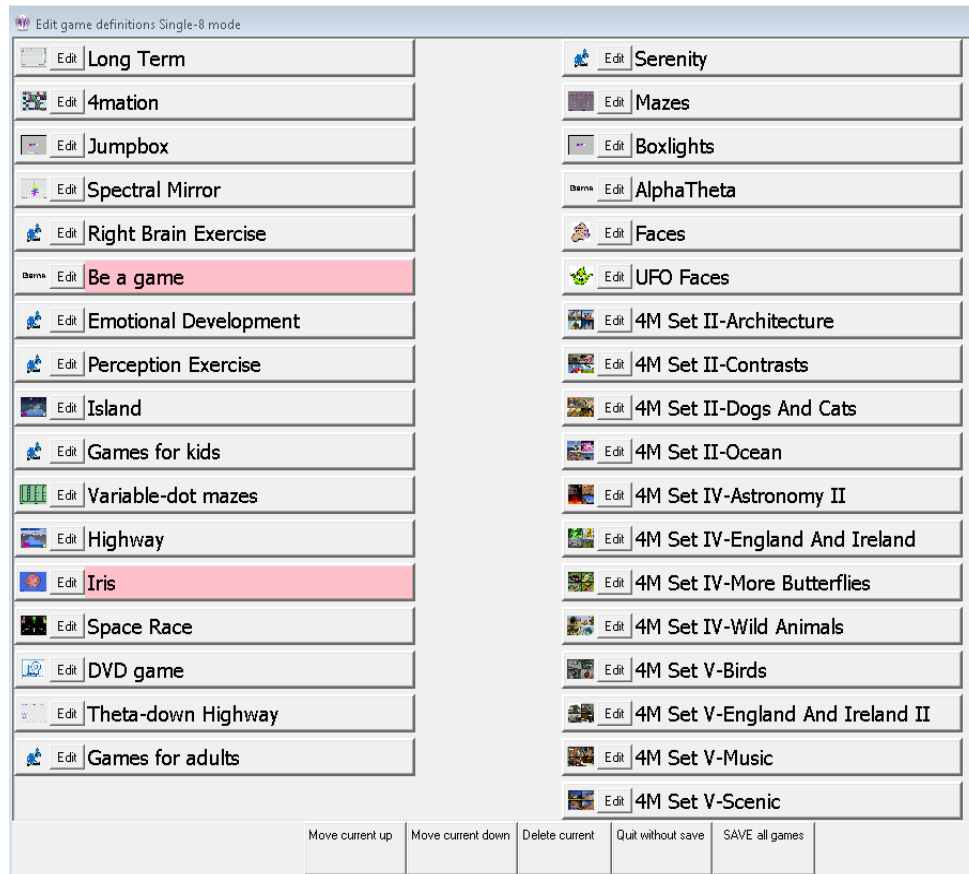 Edit game definitions Single-8 mode
Edit Long Term
Edit 4mation
Edit Jumpbox
Edit Spectral Mirror
Edit Right Brain Exercise
Game Edit Be a game
Edit Emotional Development
Edit Perception Exercise
Edit Island
Edit Games for kids
Edit Variable-dot mazes
Edit Highway
Edit Iris
Edit Space Race
Edit DVD game
Edit Theta-down Highway
Edit Games for adults
Edit Serenity
Edit Mazes
Edit Boxlights
Game Edit AlphaTheta
Edit Faces
Edit UFO Faces
Edit 4M Set II-Architecture
Edit 4M Set II-Contrasts
Edit 4M Set II-Dogs And Cats
Edit 4M Set II-Ocean
Edit 4M Set IV-Astronomy II
Edit 4M Set IV-England And Ireland
Edit 4M Set IV-More Butterflies
Edit 4M Set IV-Wild Animals
Edit 4M Set V-Birds
Edit 4M Set V-England And Ireland II
Edit 4M Set V-Music
Edit 4M Set V-Scenic
Move current up Move current down Delete current Quit without save SAVE all games